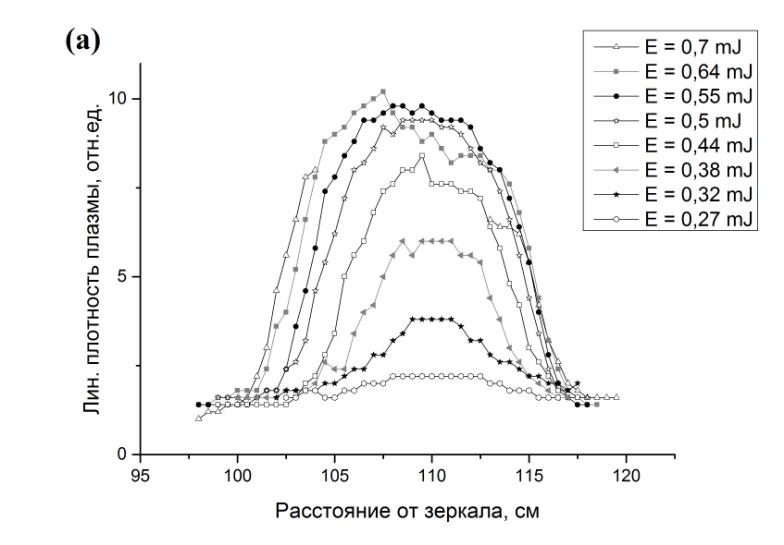 (a)
E = 0,7 mJ
E = 0,64 mJ
E = 0,55 mJ
E = 0,5 mJ
E = 0,44 mJ
E = 0,38 mJ
E = 0,32 mJ
E = 0,27 mJ
Лин. плотность плазмы, отн.ед.
10
5
0
95 100 105 110 115 120
Расстояние от зеркала, см